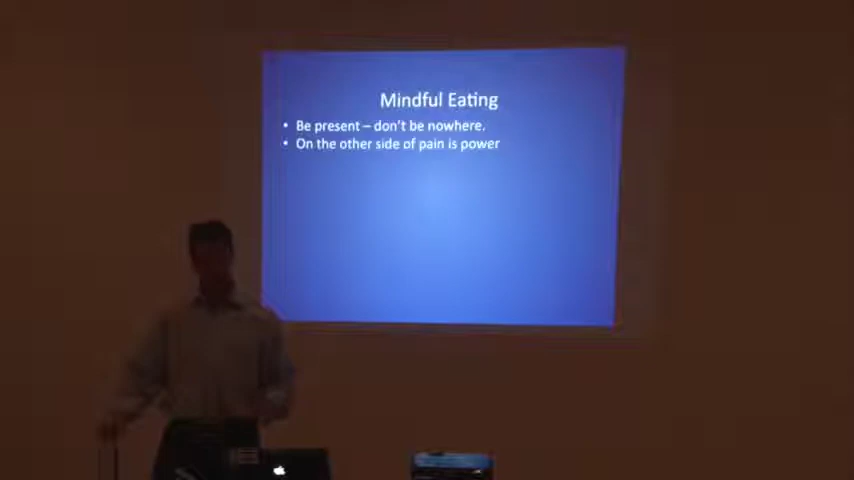 Mindful Eating
• Be present – don't be nowhere.
• On the other side of pain is power